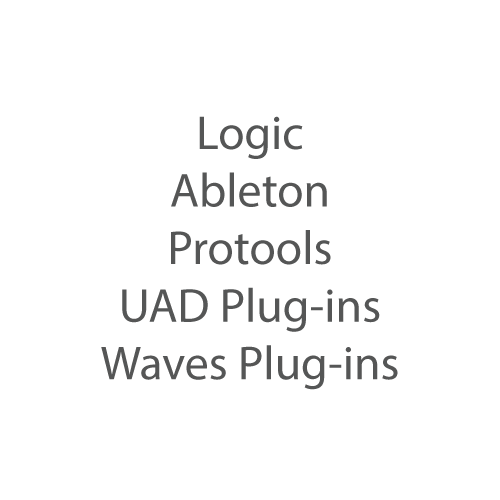 Logic
Ableton
Protools
UAD Plug-ins
Waves Plug-ins